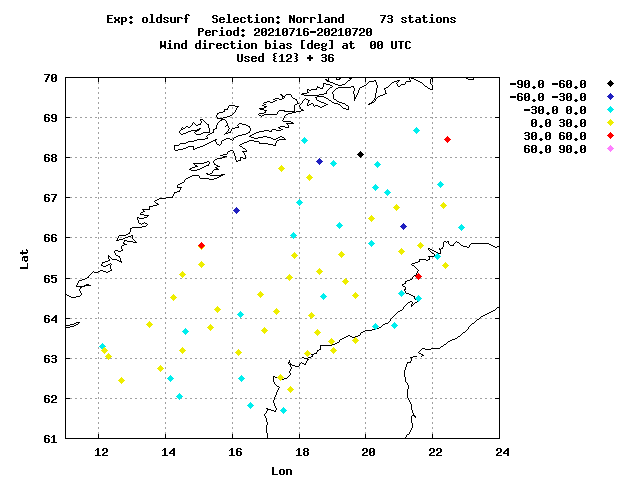 Exp: oldsurf   Selection: Norrland     73 stations
Period: 20210716-20210720
Wind direction bias [deg] at  00 UTC
Used {12} + 36
-90.0 -60.0
-60.0 -30.0
-30.0 0.0
0.0 30.0
30.0 60.0
60.0 90.0
70
69
68
67
66
65
64
63
62
61
Lat
12 14 16 18 20 22 24
Lon